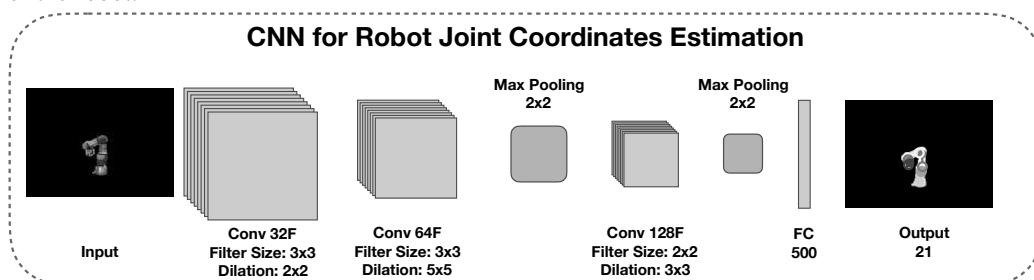 CNN for Robot Joint Coordinates Estimation
Max Pooling
2x2
Max Pooling
2x2
Input
Conv 32F
Filter Size: 3x3
Dilation: 2x2
Conv 64F
Filter Size: 3x3
Dilation: 5x5
Conv 128F
Filter Size: 2x2
Dilation: 3x3
FC
500
Output
21